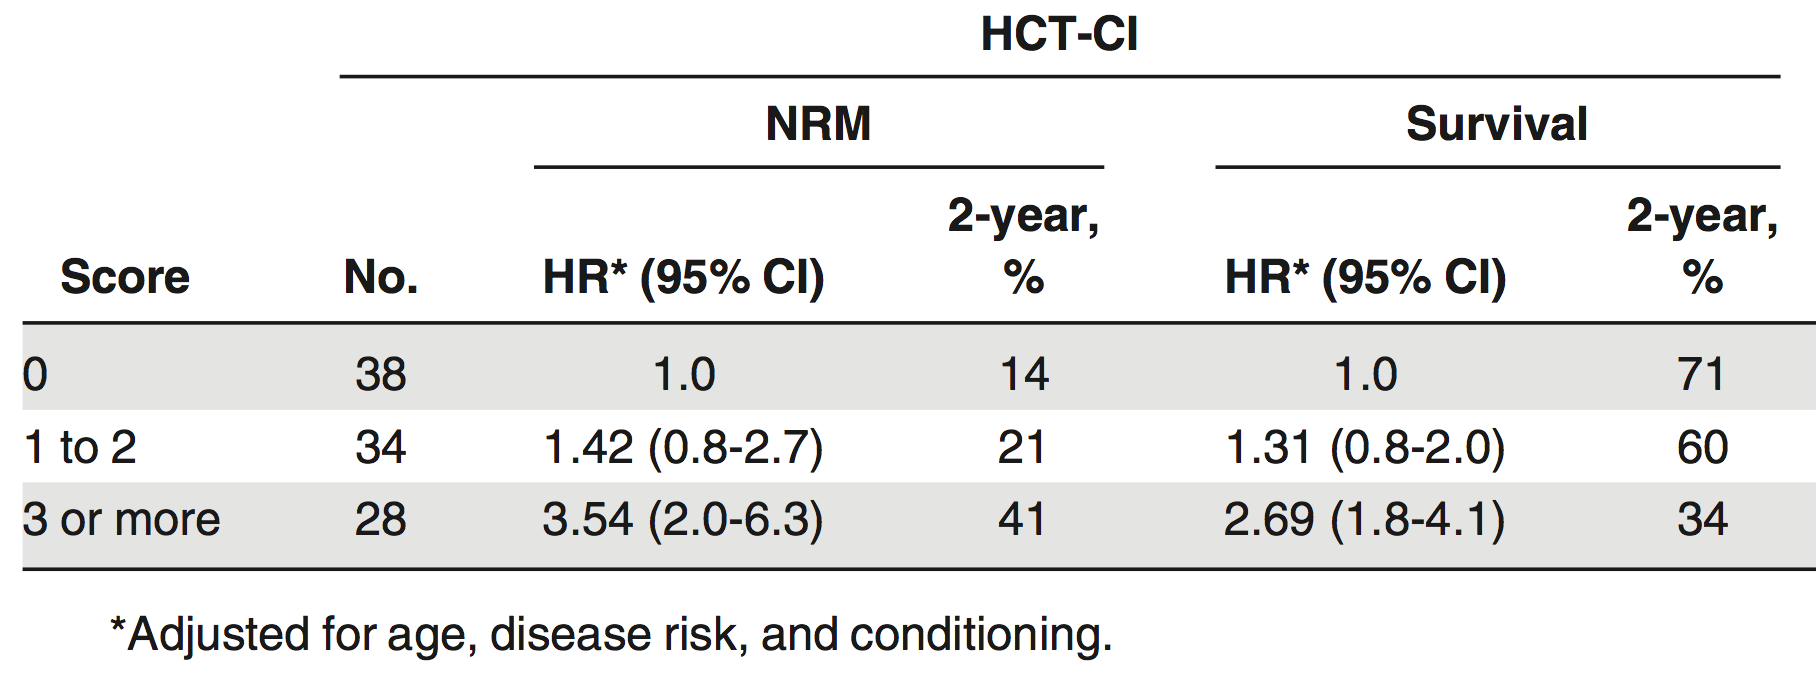 HCT-CI
NRM Survival
2-year, 2-year,
Score No. HR* (95% CI) % HR* (95% CI) %
0 38 1.0 14 1.0 71
1 to 2 34 1.42 (0.8-2.7) 21 1.31 (0.8-2.0) 60
3 or more 28 3.54 (2.0-6.3) 41 2.69 (1.8-4.1) 34
*Adjusted for age, disease risk, and conditioning.